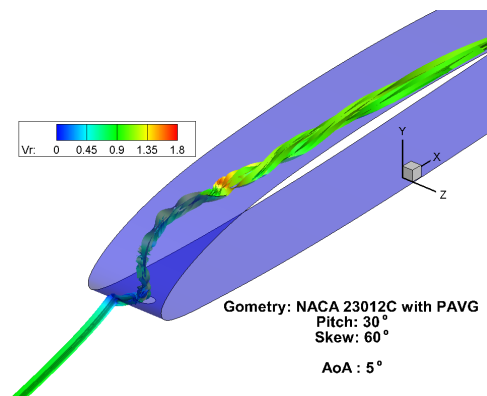 Y
X
Z
Vr: 0 0.45 0.9 1.35 1.8
Gometry: NACA 23012C with PAVG
Pitch: 30°
Skew: 60°
AoA : 5°